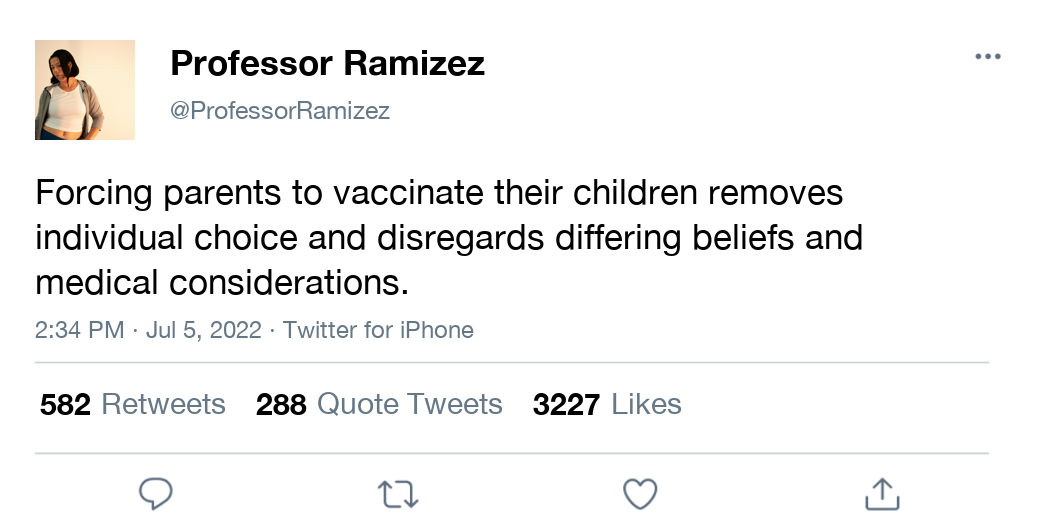 Professor Ramizez
@ProfessorRamizez
Forcing parents to vaccinate their children removes
individual choice and disregards differing beliefs and
medical considerations.
2:34 PM · Jul 5, 2022 · Twitter for iPhone
582 Retweets 288 Quote Tweets 3227 Likes